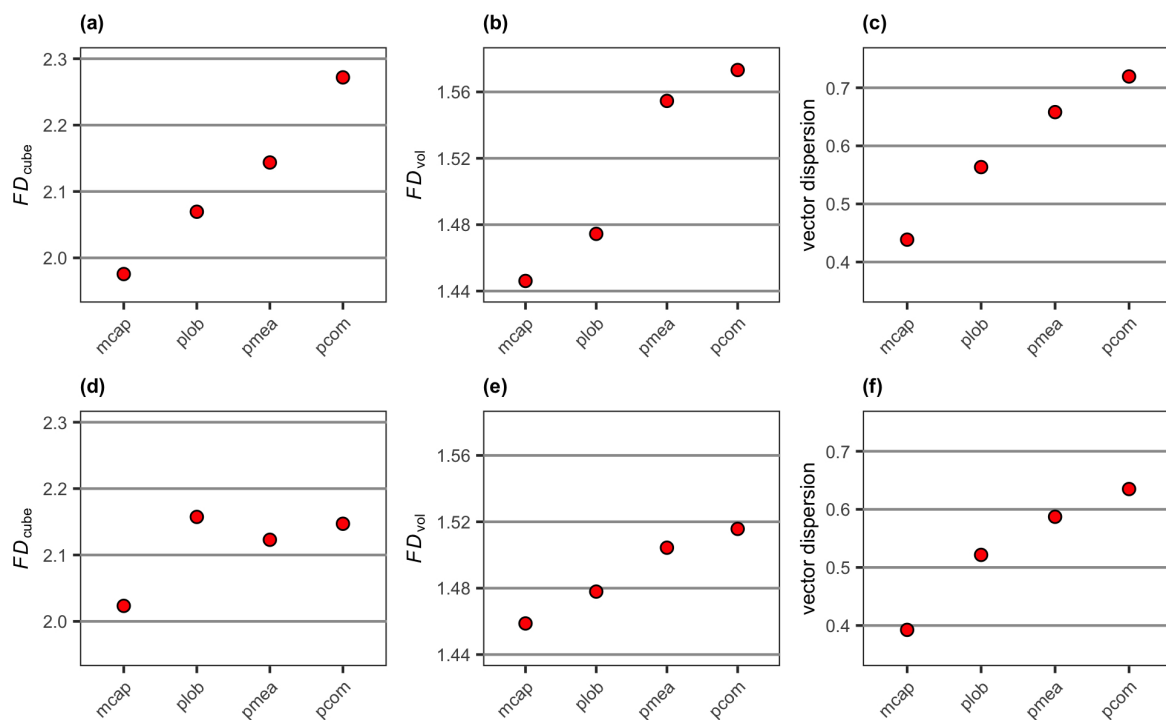 (a)
FDcube
2.3
2.2
2.1
2.0
mcap
plob
pmea
pcom
(b)
FDvol
1.56
1.52
1.48
1.44
mcap
plob
pmea
pcom
(c)
vector dispersion
0.7
0.6
0.5
0.4
mcap
plob
pmea
pcom
(d)
FDcube
2.3
2.2
2.1
2.0
mcap
plob
pmea
pcom
(e)
FDvol
1.56
1.52
1.48
1.44
mcap
plob
pmea
pcom
(f)
vector dispersion
0.7
0.6
0.5
0.4
mcap
plob
pmea
pcom